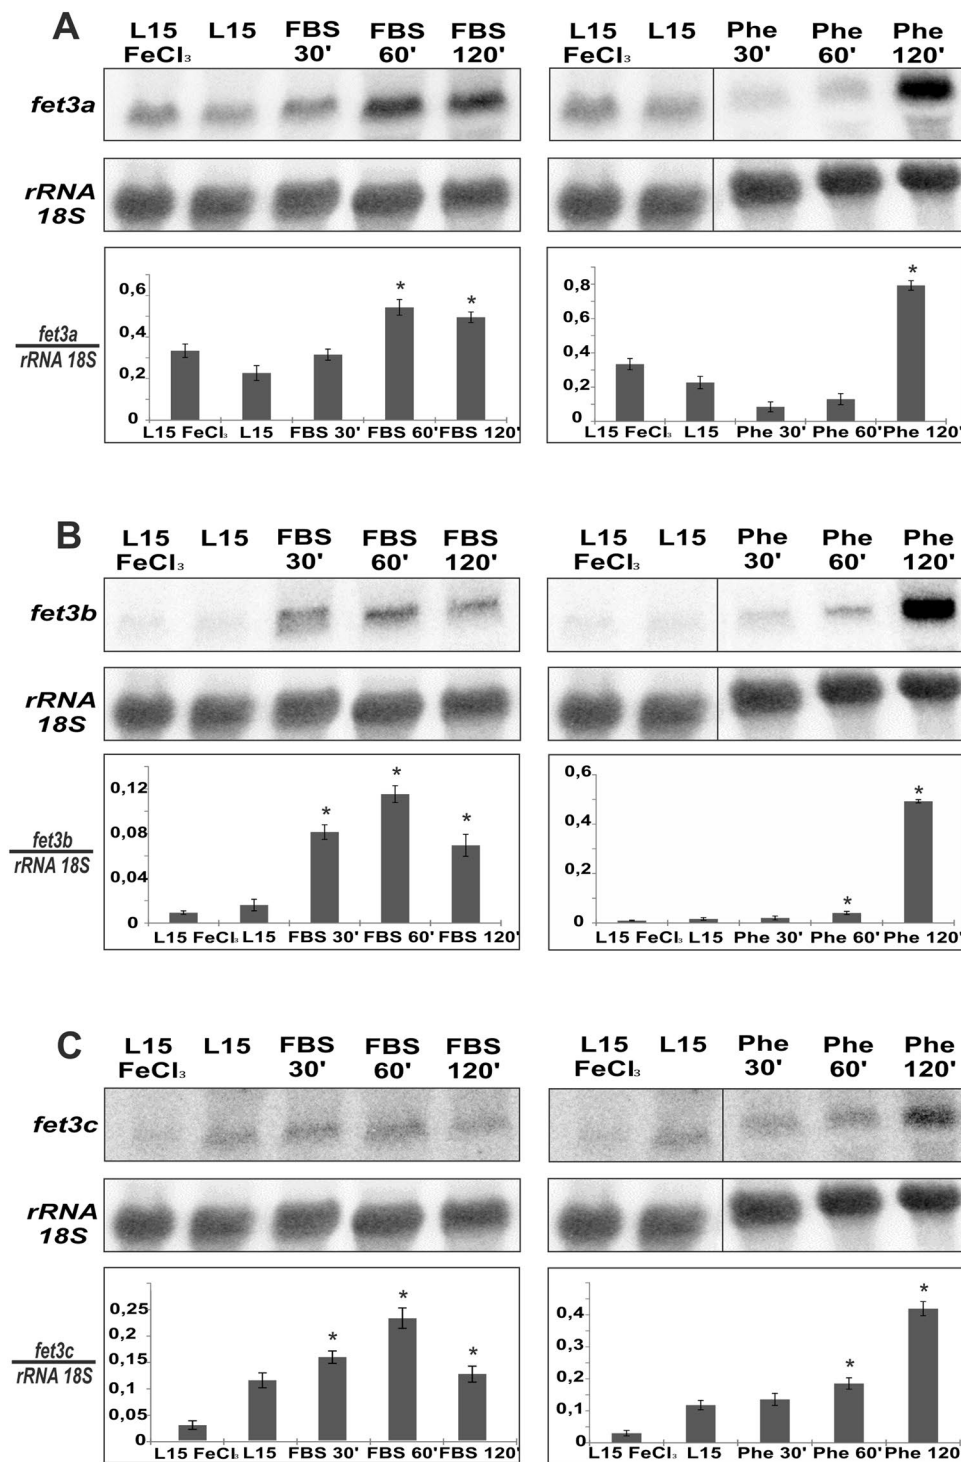 A
L15 FeCl₃ L15 FBS 30' FBS 60' FBS 120'
L15 FeCl₃ L15 Phe 30' Phe 60' Phe 120'
fet3a
rRNA 18S
fet3a
rRNA 18S
0,6
0,4
0,2
0
L15 FeCl₃ L15 FBS 30' FBS 60' FBS 120'
* *
0,8
0,6
0,4
0,2
0
L15 FeCl₃ L15 Phe 30' Phe 60' Phe 120'
*
B
L15 FeCl₃ L15 FBS 30' FBS 60' FBS 120'
L15 FeCl₃ L15 Phe 30' Phe 60' Phe 120'
fet3b
rRNA 18S
fet3b
rRNA 18S
0,12
0,08
0,04
0
L15 FeCl₃ L15 FBS 30' FBS 60' FBS 120'
* * *
0,6
0,4
0,2
0
L15 FeCl₃ L15 Phe 30' Phe 60' Phe 120'
* *
C
L15 FeCl₃ L15 FBS 30' FBS 60' FBS 120'
L15 FeCl₃ L15 Phe 30' Phe 60' Phe 120'
fet3c
rRNA 18S
fet3c
rRNA 18S
0,25
0,2
0,15
0,1
0,05
0
L15 FeCl₃ L15 FBS 30' FBS 60' FBS 120'
* * *
0,4
0,3
0,2
0,1
0
L15 FeCl₃ L15 Phe 30' Phe 60' Phe 120'
* *